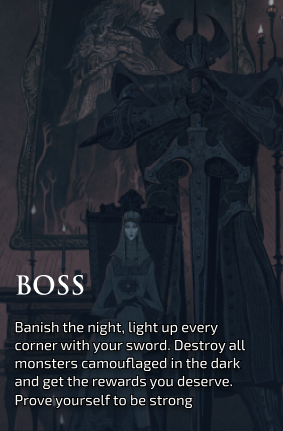 BOSS
Banish the night, light up every
corner with your sword. Destroy all
monsters camouflaged in the dark
and get the rewards you deserve.
Prove yourself to be strong